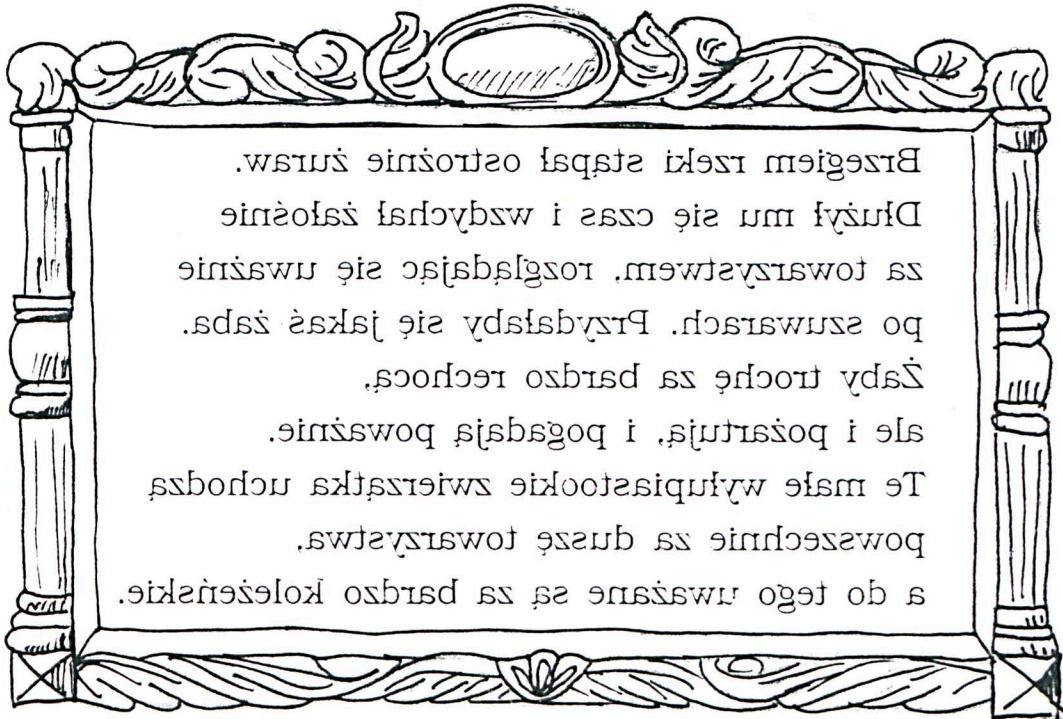 Brzegiem rzeki stąpał ostrożnie żuraw.
Dłużył mu się czas i wzdychał żałośnie
za towarzystwem, rozglądając się uważnie
po szuwarach. Przydałaby się jakaś żaba.
Żaby trochę za bardzo rechocą,
ale i pożartują, i pogadają poważnie.
Te małe wyłupiastookie zwierzątka uchodzą
powszechnie za duszę towarzystwa,
a do tego uważane są za bardzo koleżeńskie.